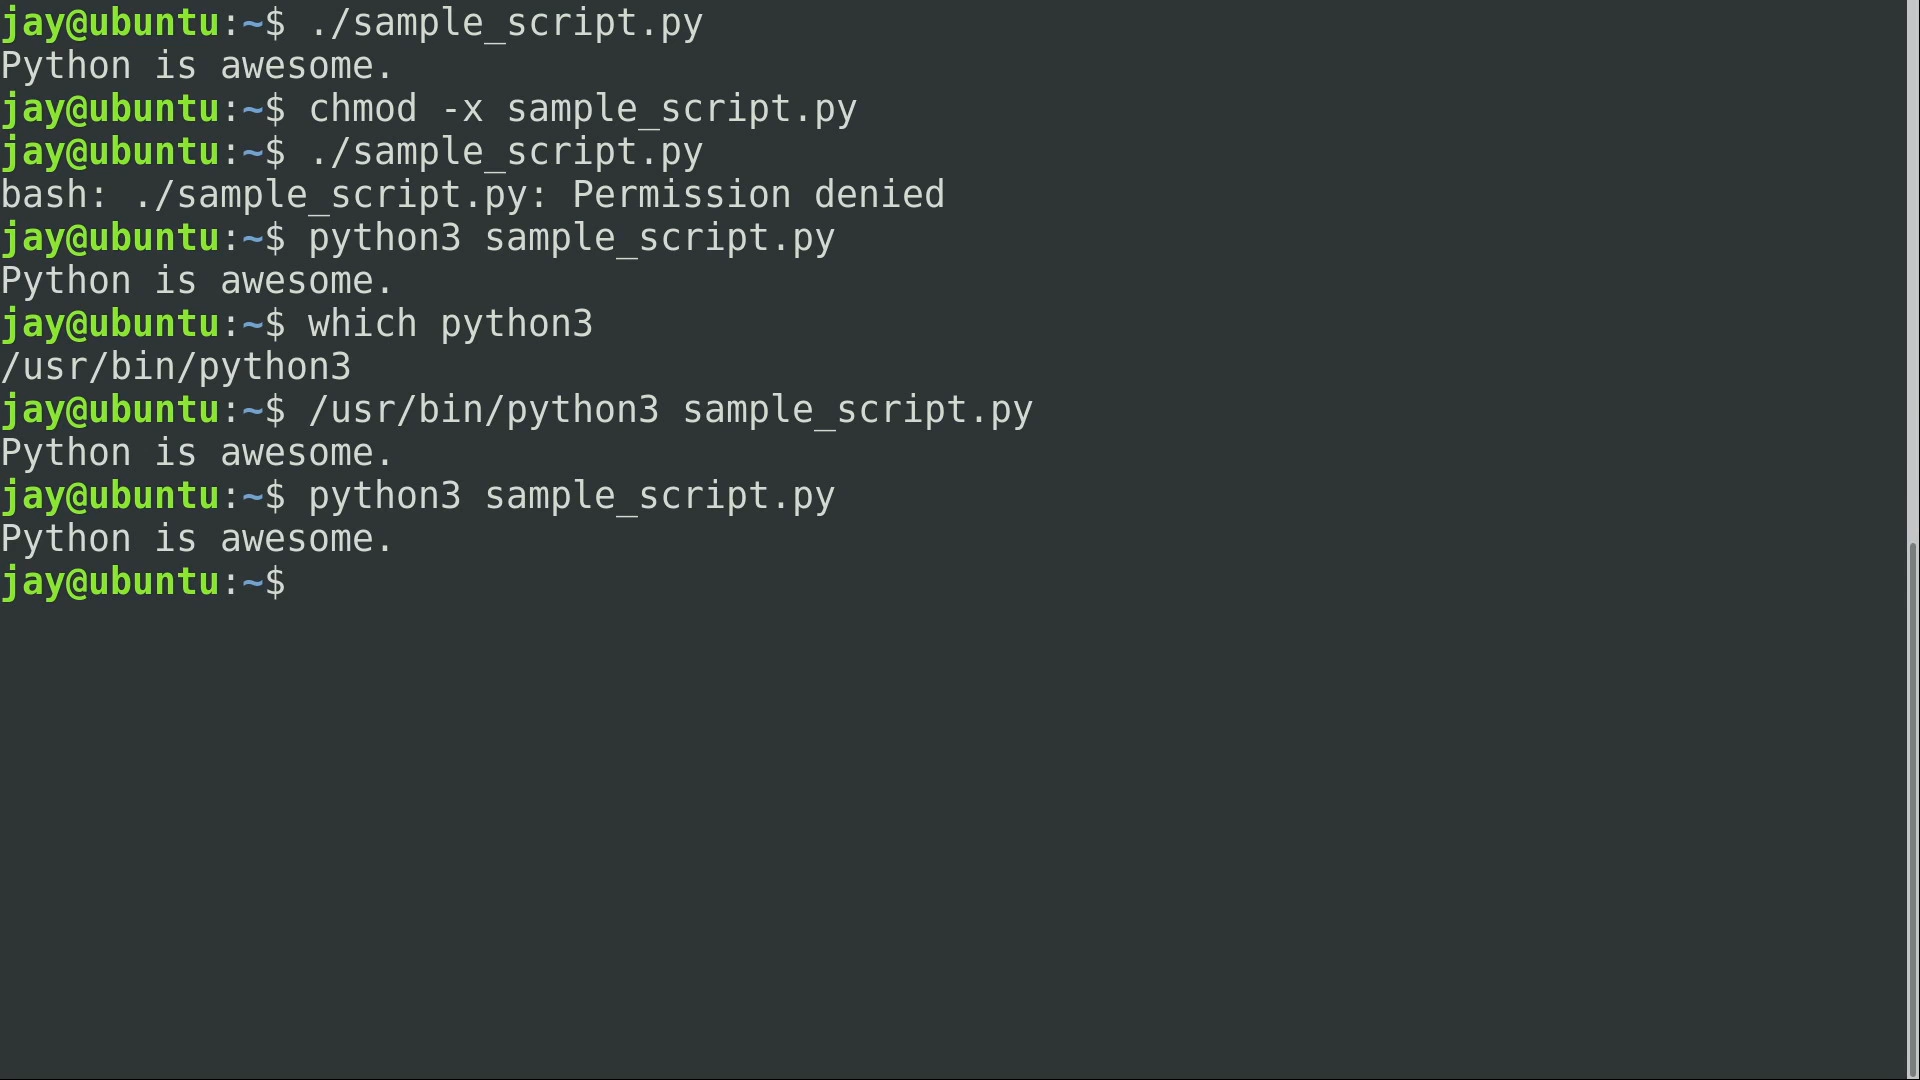 jay@ubuntu:~$ ./sample_script.py
Python is awesome.
jay@ubuntu:~$ chmod -x sample_script.py
jay@ubuntu:~$ ./sample_script.py
bash: ./sample_script.py: Permission denied
jay@ubuntu:~$ python3 sample_script.py
Python is awesome.
jay@ubuntu:~$ which python3
/usr/bin/python3
jay@ubuntu:~$ /usr/bin/python3 sample_script.py
Python is awesome.
jay@ubuntu:~$ python3 sample_script.py
Python is awesome.
jay@ubuntu:~$